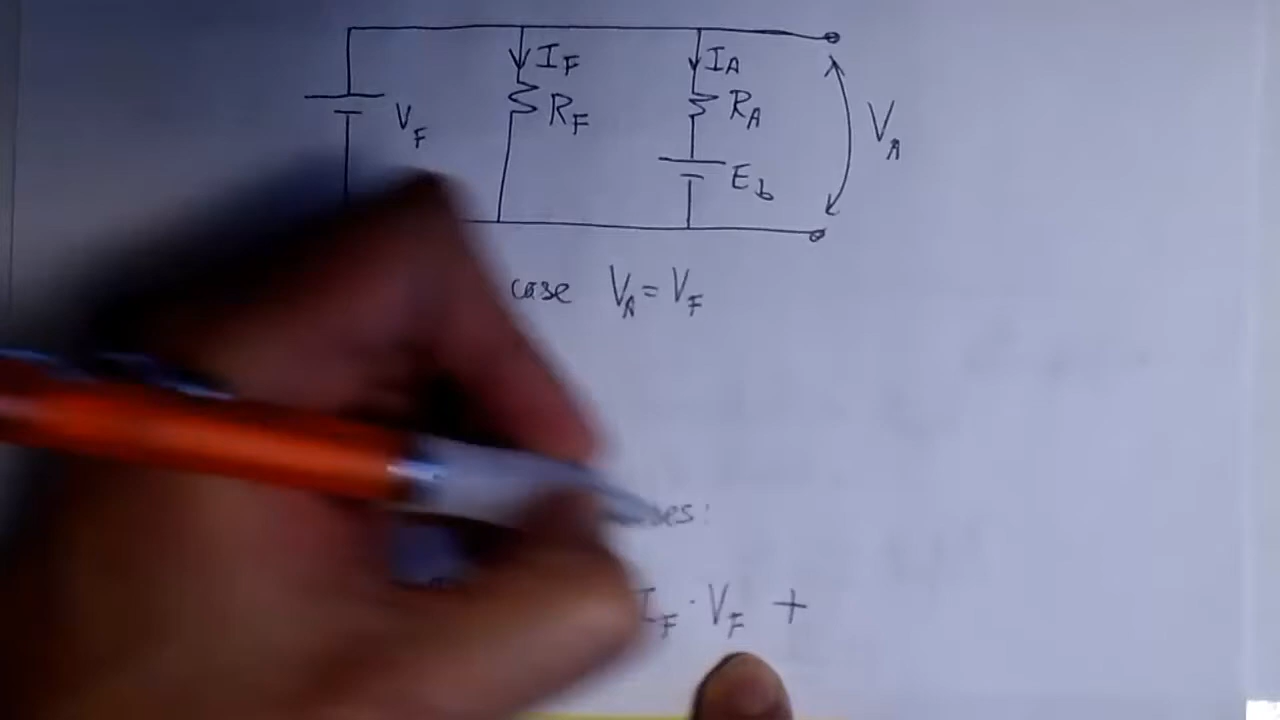 I_F I_A
V_F R_F R_A V_A
E_b
case V_A = V_F
I_F · V_F +